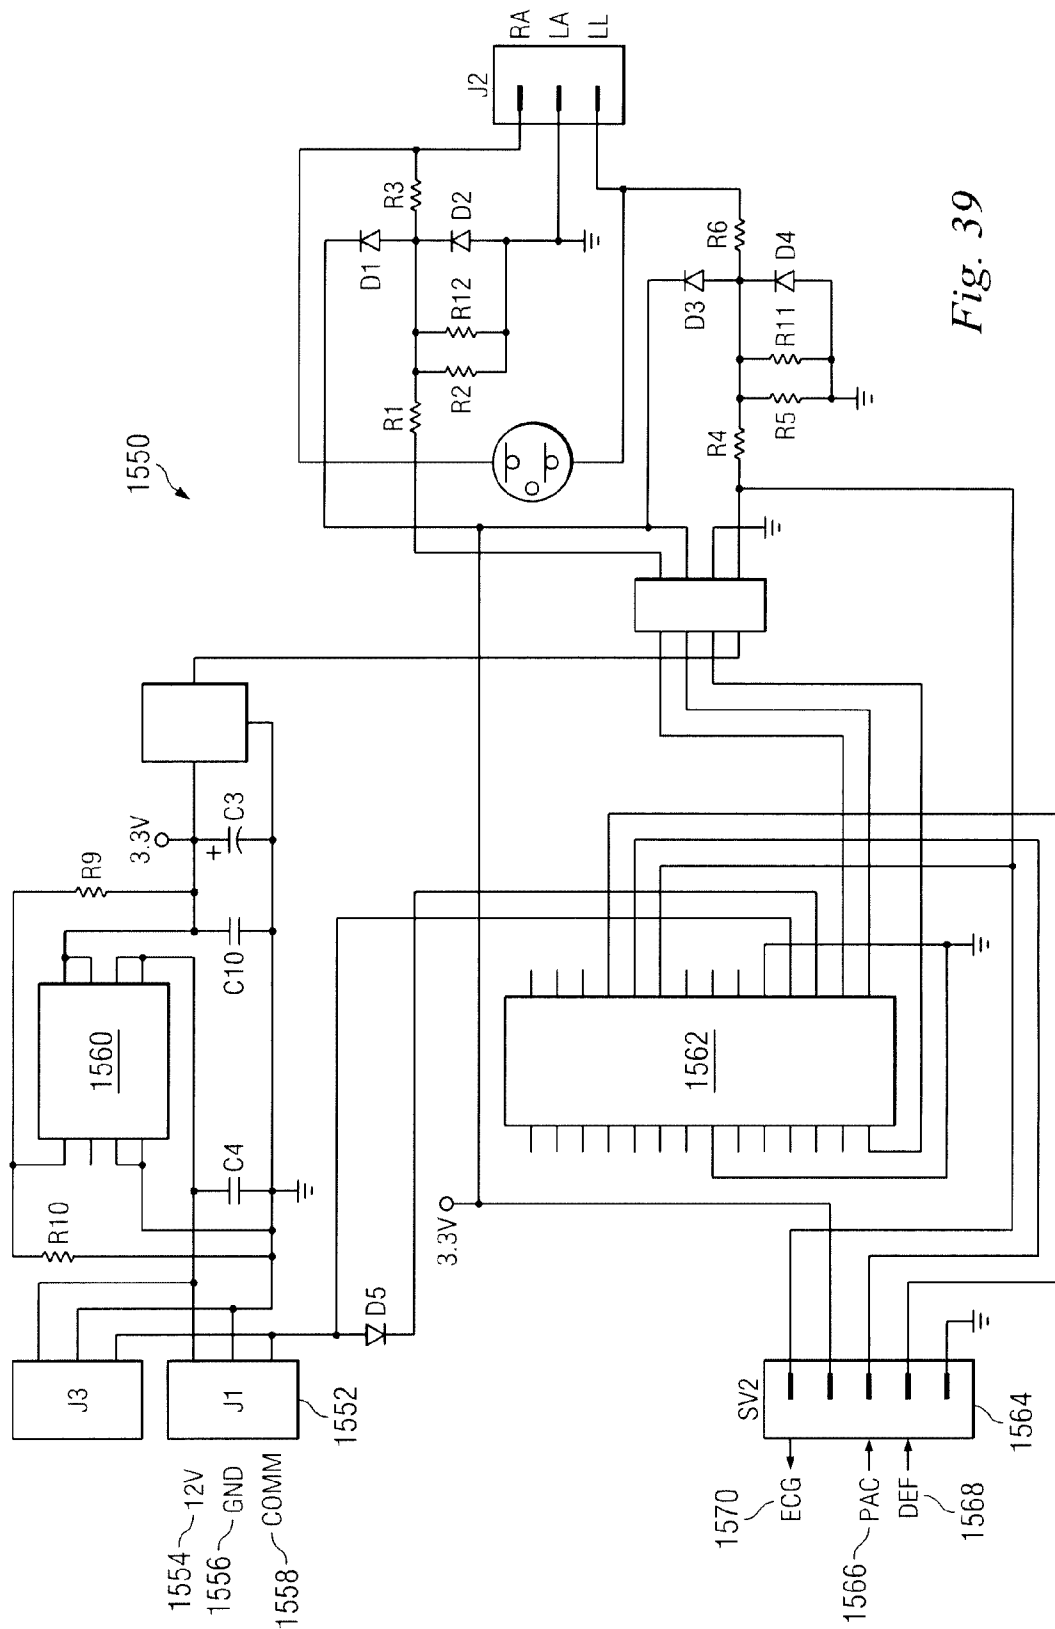 1550
J2
RA
LA
LL
D1
R3
D2
R12
R2
R1
D3
R6
D4
R11
R5
R4
3.3V
R9
C3
C10
1560
C4
R10
J3
J1
1552
1554
12V
1556
GND
1558
COMM
D5
3.3V
1562
SV2
1564
1570
ECG
1566
PAC
DEF
1568
+
Fig. 39